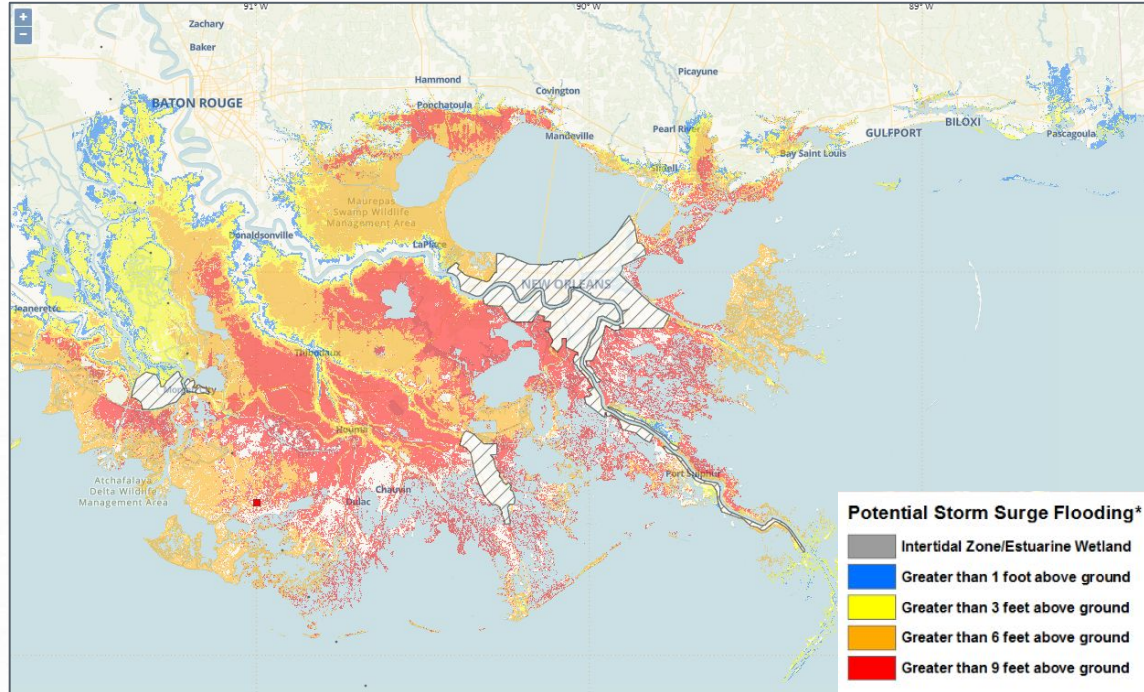 91°W
90°W
89°W
+
−
Zachary
Baker
BATON ROUGE
Hammond
Ponchatoula
Covington
Mandeville
Picayune
Pearl River
Slidell
Bay Saint Louis
GULFPORT
BILOXI
Pascagoula
Maurepas
Swamp Wildlife
Management Area
Donaldsonville
LaPlace
NEW ORLEANS
Jeanerette
Thibodaux
Morgan City
Houma
Atchafalaya
Delta Wildlife
Management Area
Dulac
Chauvin
Port Sulphur
Potential Storm Surge Flooding*
Intertidal Zone/Estuarine Wetland
Greater than 1 foot above ground
Greater than 3 feet above ground
Greater than 6 feet above ground
Greater than 9 feet above ground